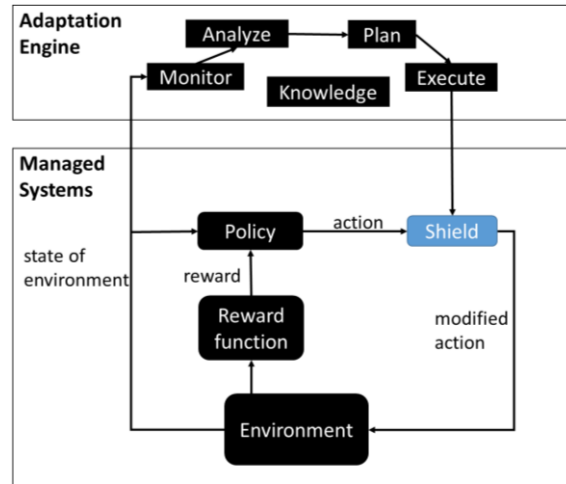 Adaptation
Engine
Analyze
Plan
Monitor
Execute
Knowledge
Managed
Systems
Policy
action
Shield
state of
environment
reward
Reward
function
modified
action
Environment